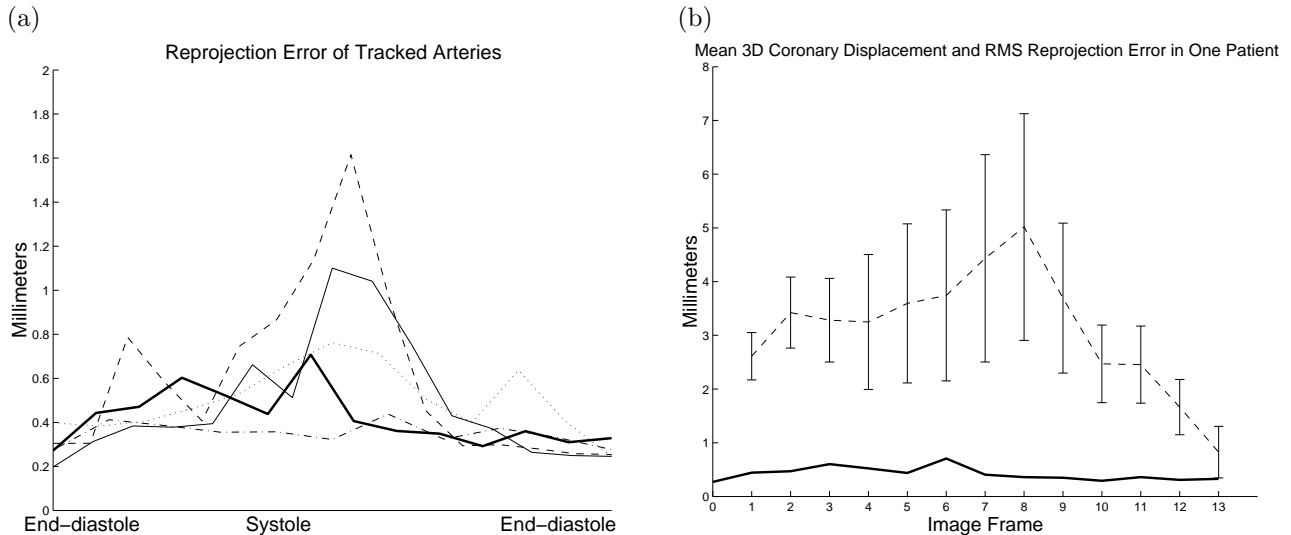 (a)
Reprojection Error of Tracked Arteries
2
1.8
1.6
1.4
1.2
1
0.8
0.6
0.4
0.2
0
Millimeters
End−diastole Systole End−diastole
(b)
Mean 3D Coronary Displacement and RMS Reprojection Error in One Patient
8
7
6
5
4
3
2
1
0
Millimeters
0 1 2 3 4 5 6 7 8 9 10 11 12 13
Image Frame